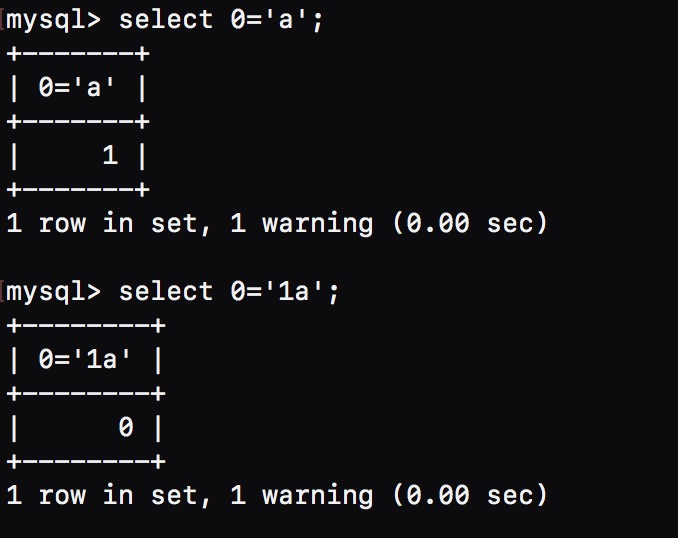 mysql> select 0='a';
+-------+
| 0='a' |
+-------+
|     1 |
+-------+
1 row in set, 1 warning (0.00 sec)

mysql> select 0='1a';
+--------+
| 0='1a' |
+--------+
|      0 |
+--------+
1 row in set, 1 warning (0.00 sec)